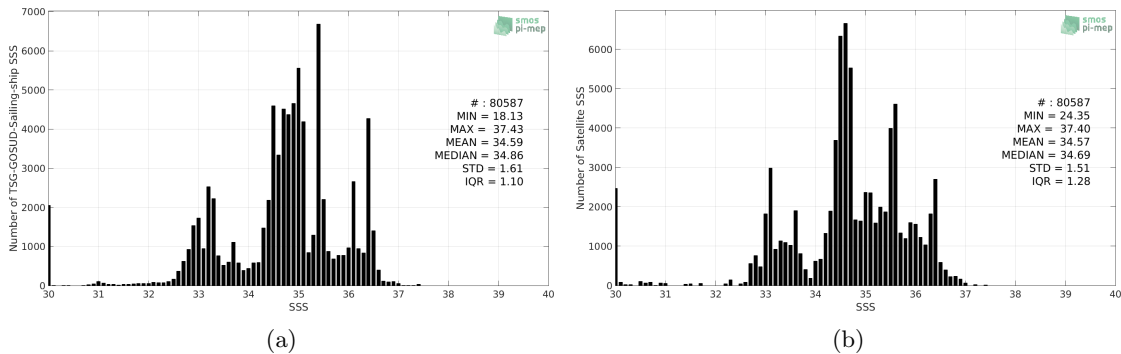 7000
6000
5000
4000
3000
2000
1000
0
Number of TSG-GOSUD-Sailing-ship SSS
smos
pi-mep
# : 80587
MIN = 18.13
MAX = 37.43
MEAN = 34.59
MEDIAN = 34.86
STD = 1.61
IQR = 1.10
30 31 32 33 34 35 36 37 38 39 40
SSS
(a)
6000
5000
4000
3000
2000
1000
0
Number of Satellite SSS
smos
pi-mep
# : 80587
MIN = 24.35
MAX = 37.40
MEAN = 34.57
MEDIAN = 34.69
STD = 1.51
IQR = 1.28
30 31 32 33 34 35 36 37 38 39 40
SSS
(b)